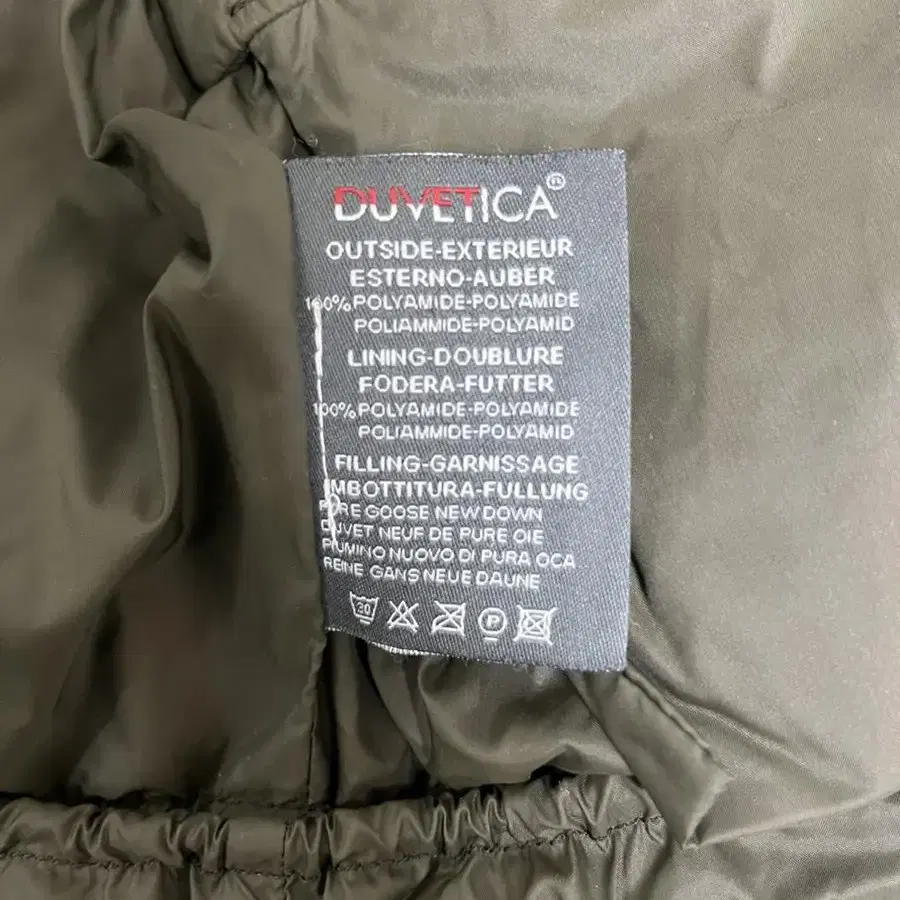 DUVETICA®
OUTSIDE-EXTERIEUR
ESTERNO-AUBER
100% POLYAMIDE-POLYAMIDE
POLIAMMIDE-POLYAMID
LINING-DOUBLURE
FODERA-FUTTER
100% POLYAMIDE-POLYAMIDE
POLIAMMIDE-POLYAMID
FILLING-GARNISSAGE
IMBOTTITURA-FULLUNG
PURE GOOSE NEW DOWN
DUVET NEUF DE PURE OIE
PIUMINO NUOVO DI PURA OCA
REINE GANS NEUE DAUNE
30 P